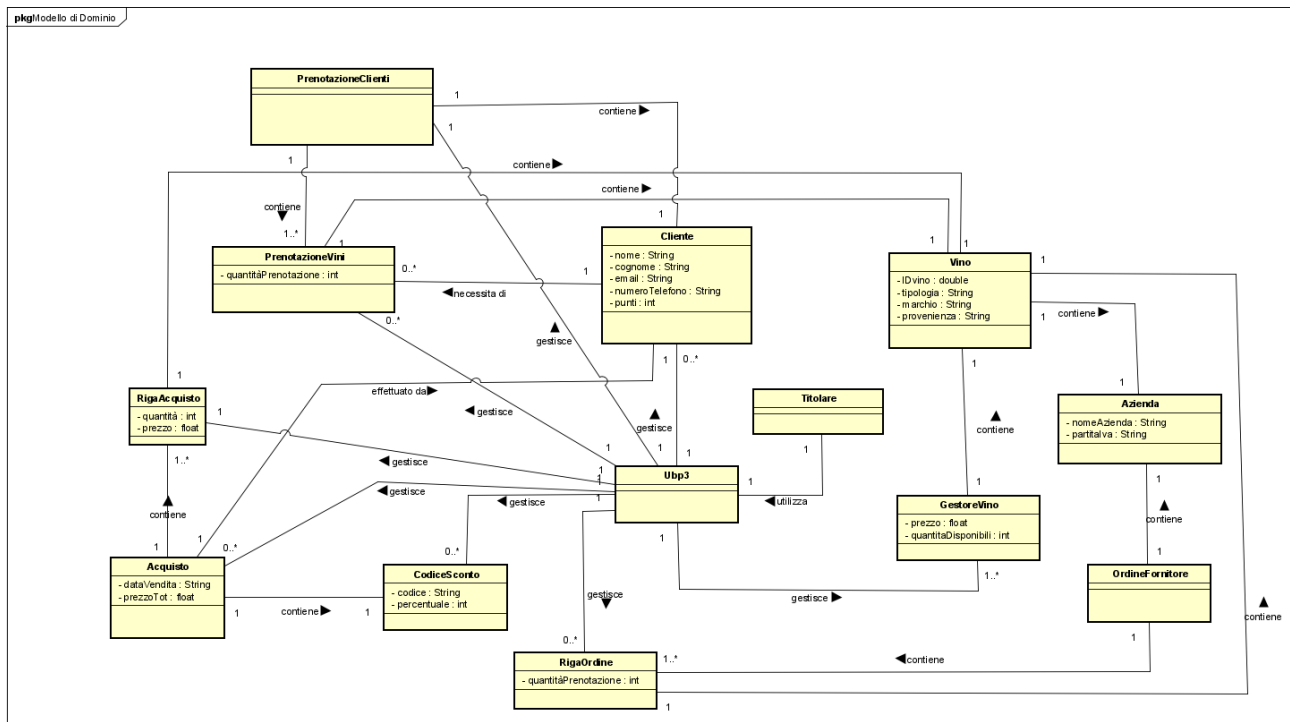 pkg Modello di Dominio
PrenotazioneClienti
1
contiene
1
1
contiene
contiene
contiene
1..*
1
PrenotazioneVini
- quantitàPrenotazione : int
1
0..*
necessita di
1
0..*
Cliente
- nome : String
- cognome : String
- email : String
- numeroTelefono : String
- punti : int
1
1
1
Vino
- IDvino : double
- tipologia : String
- marchio : String
- provenienza : String
1
1
contiene
gestisce
1
0..*
effettuato da
gestisce
gestisce
1
RigaAcquisto
- quantità : int
- prezzo : float
1
1..*
Titolare
1
1
Azienda
- nomeAzienda : String
- partitaIva : String
1
1
contiene
gestisce
gestisce
1
1
1
1
1
1
Ubp3
1
utilizza
1
contiene
1
1
0..*
gestisce
0..*
GestoreVino
- prezzo : float
- quantitaDisponibili : int
1..*
contiene
1
Acquisto
- dataVendita : String
- prezzoTot : float
1
contiene
1
CodiceSconto
- codice : String
- percentuale : int
gestisce
gestisce
OrdineFornitore
1
contiene
0..*
1..*
contiene
RigaOrdine
- quantitàPrenotazione : int
1